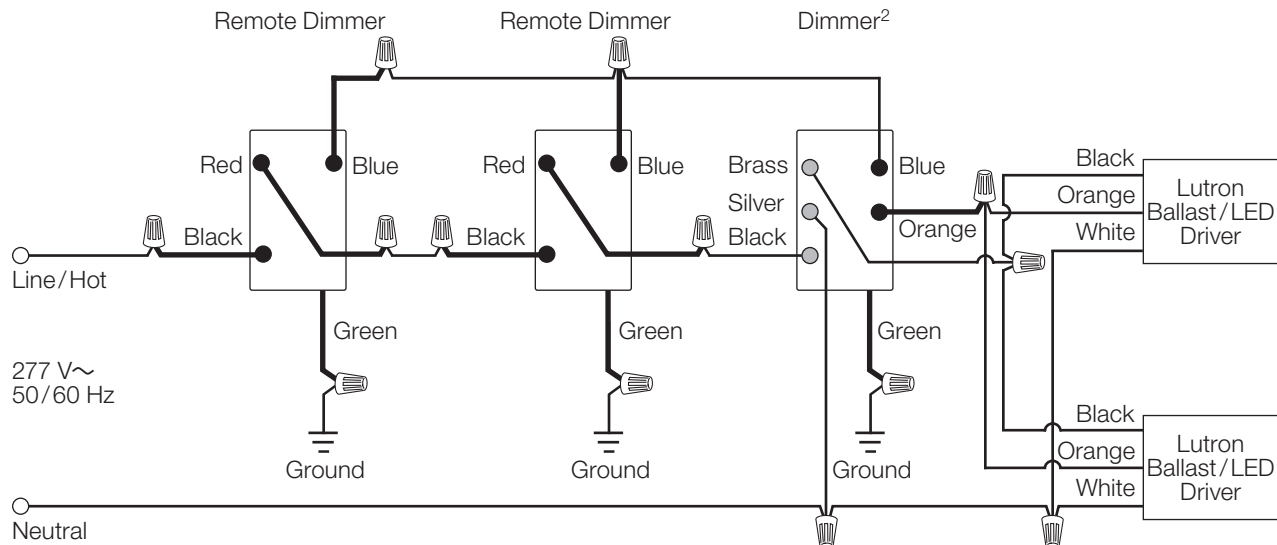 Remote Dimmer
Remote Dimmer
Dimmer2
Red
Blue
Red
Blue
Brass
Blue
Silver
Black
Black
Black
Orange
Line/Hot
Green
Green
Green
277 V~
50/60 Hz
Ground
Ground
Ground
Neutral
Black
Orange
White
Lutron
Ballast/LED
Driver
Black
Orange
White
Lutron
Ballast/LED
Driver